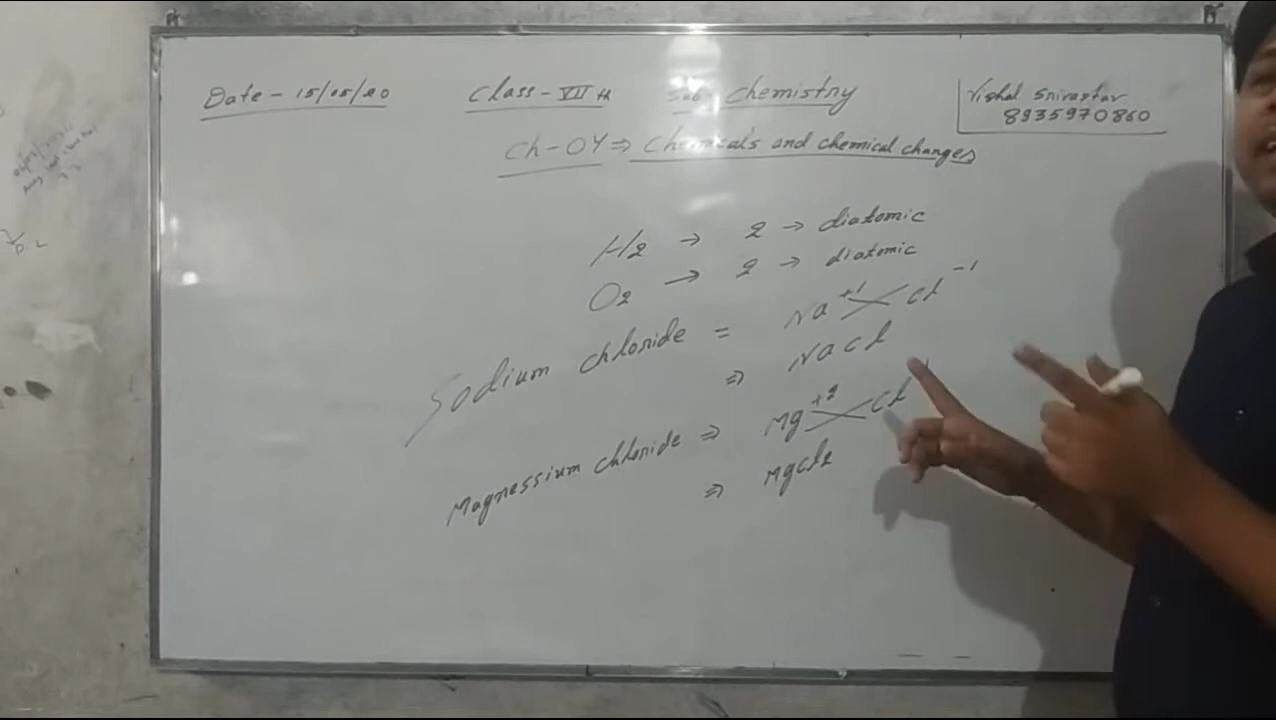 Date - 15/05/20
Class - VII th
Sub - Chemistry
Vishal Srivastav
8935970860
Ch-04 ⇒ Chemicals and chemical changes
H2 → 2 → diatomic
O2 → 2 → diatomic
Sodium chloride = Na +1 Cl -1
⇒ NaCl
Magnessium chloride ⇒ Mg +2 Cl
⇒ MgCl2